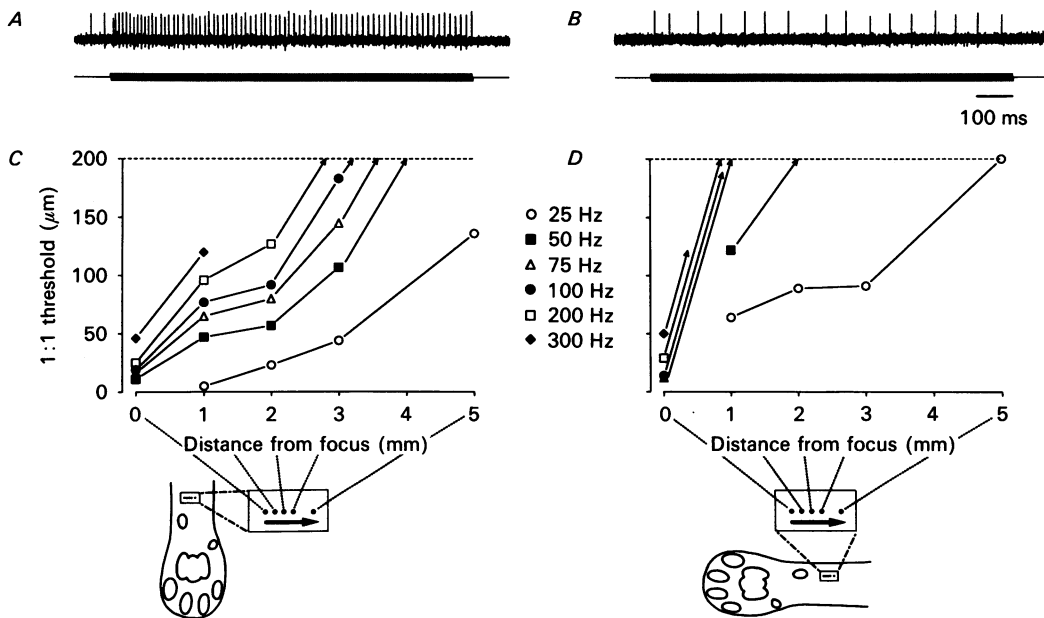 A
B
100 ms
C
D
1:1 threshold (μm)
200
150
100
50
0
0 1 2 3 4 5
Distance from focus (mm)
25 Hz
50 Hz
75 Hz
100 Hz
200 Hz
300 Hz
0 1 2 3 4 5
Distance from focus (mm)